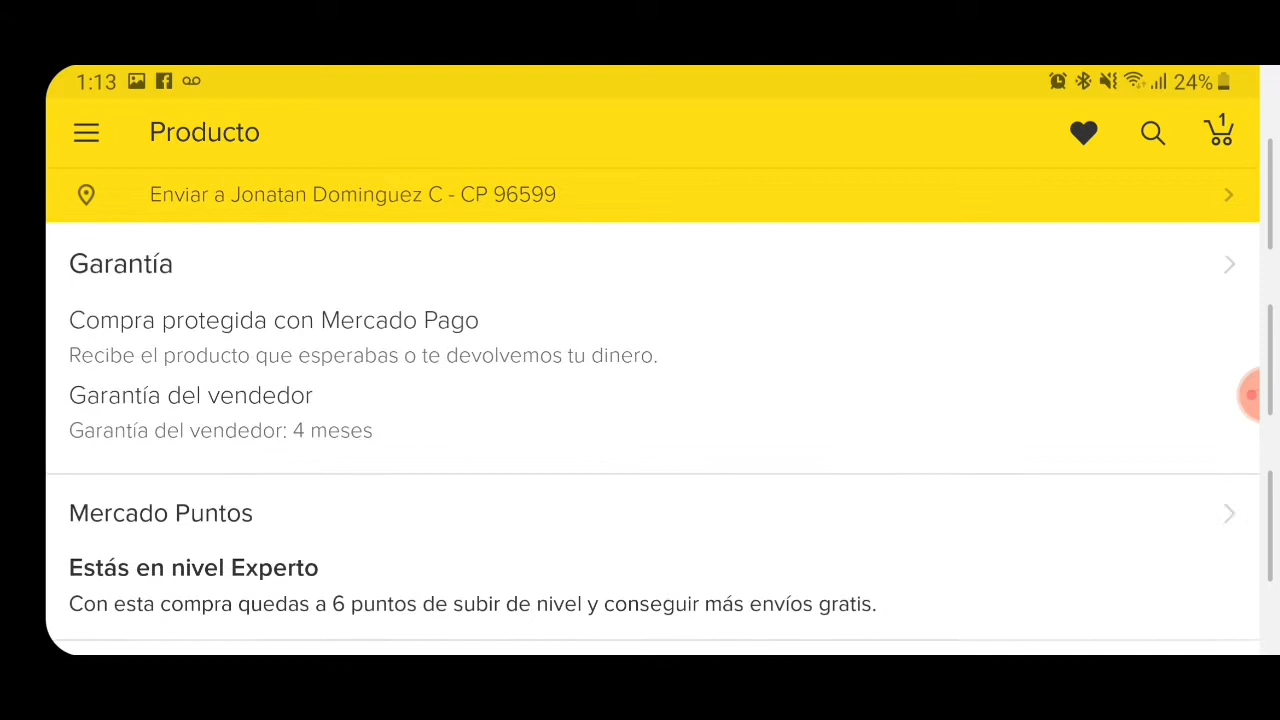 1:13
24%
Producto
1
Enviar a Jonatan Dominguez C - CP 96599
Garantía
Compra protegida con Mercado Pago
Recibe el producto que esperabas o te devolvemos tu dinero.
Garantía del vendedor
Garantía del vendedor: 4 meses
Mercado Puntos
Estás en nivel Experto
Con esta compra quedas a 6 puntos de subir de nivel y conseguir más envíos gratis.